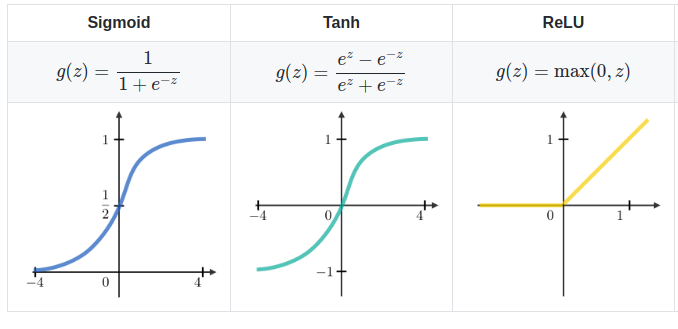 Sigmoid
Tanh
ReLU
g(z) = 1 / (1 + e^{-z})
g(z) = (e^z − e^{-z}) / (e^z + e^{-z})
g(z) = max(0, z)
1
1/2
−4
0
4
1
−4
0
4
−1
1
0
1